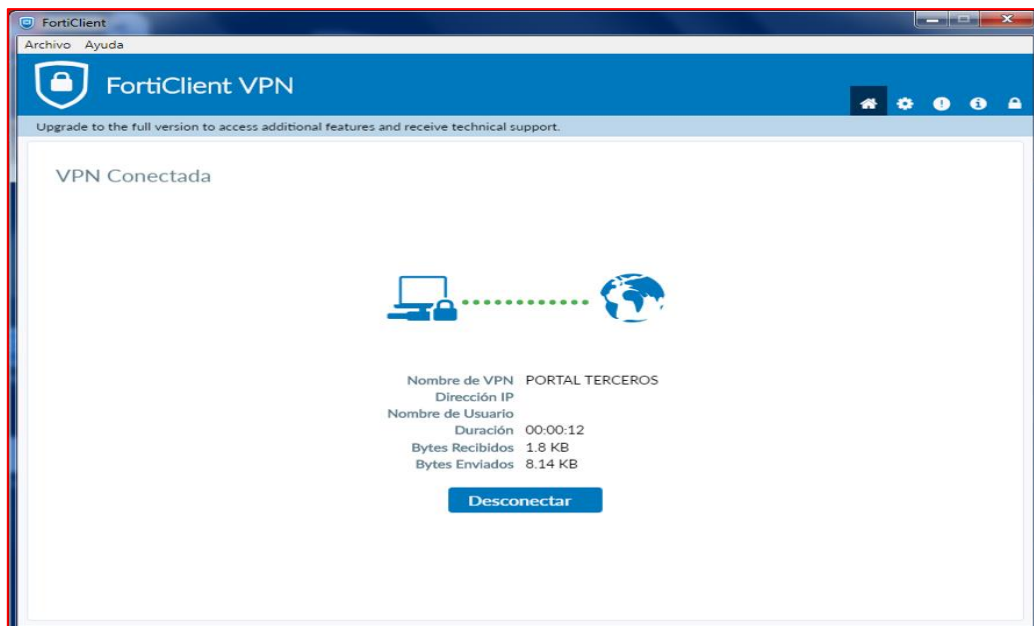 FortiClient
Archivo Ayuda
FortiClient VPN
Upgrade to the full version to access additional features and receive technical support.
VPN Conectada
Nombre de VPN PORTAL TERCEROS
Dirección IP
Nombre de Usuario
Duración 00:00:12
Bytes Recibidos 1.8 KB
Bytes Enviados 8.14 KB
Desconectar